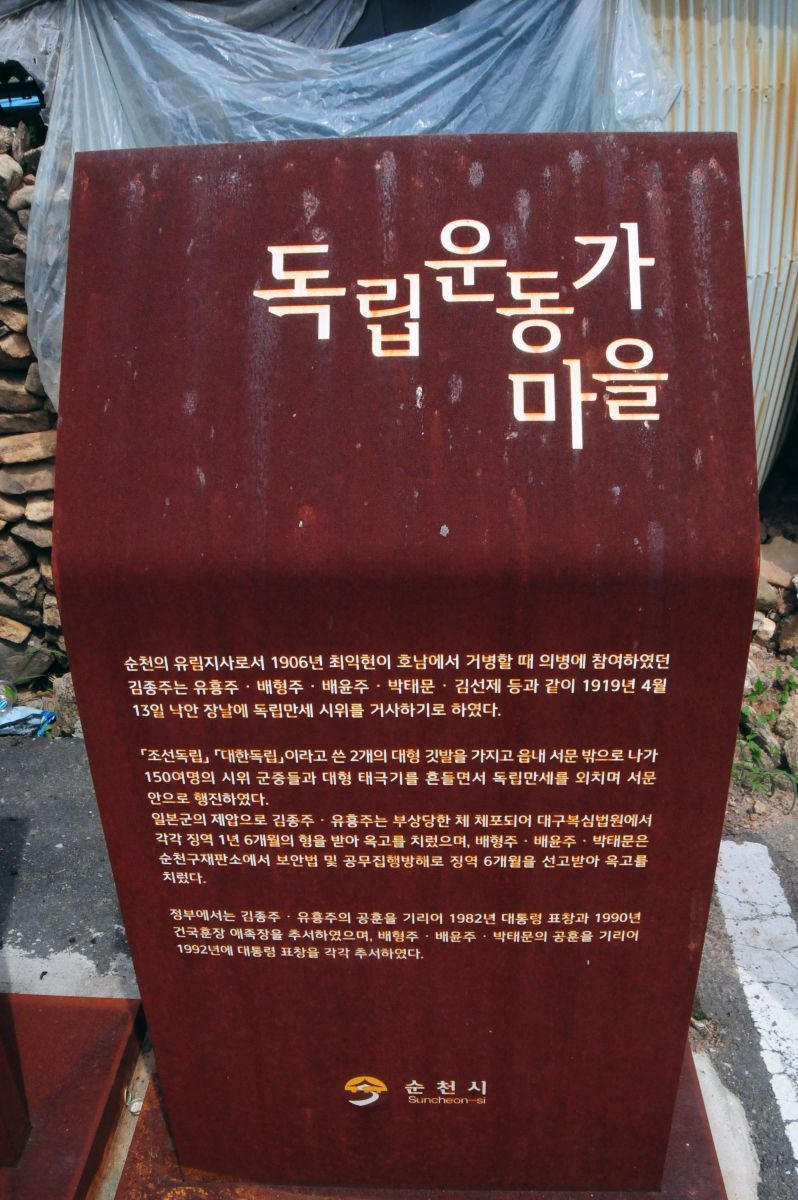 독립운동가
마을
순천의 유림지사로서 1906년 최익현이 호남에서 거병할 때 의병에 참여하였던
김종주는 유흥주 · 배형주 · 배윤주 · 박태문 · 김선제 등과 같이 1919년 4월
13일 낙안 장날에 독립만세 시위를 거사하기로 하였다.
「조선독립」「대한독립」이라고 쓴 2개의 대형 깃발을 가지고 읍내 서문 밖으로 나가
150여명의 시위 군중들과 대형 태극기를 흔들면서 독립만세를 외치며 서문
안으로 행진하였다.
일본군의 제압으로 김종주 · 유흥주는 부상당한 체 체포되어 대구복심법원에서
각각 징역 1년 6개월의 형을 받아 옥고를 치렀으며, 배형주 · 배윤주 · 박태문은
순천구재판소에서 보안법 및 공무집행방해로 징역 6개월을 선고받아 옥고를
치렀다.
정부에서는 김종주 · 유흥주의 공훈을 기리어 1982년 대통령 표창과 1990년
건국훈장 애족장을 추서하였으며, 배형주 · 배윤주 · 박태문의 공훈을 기리어
1992년에 대통령 표창을 각각 추서하였다.
순천시
Suncheon-si